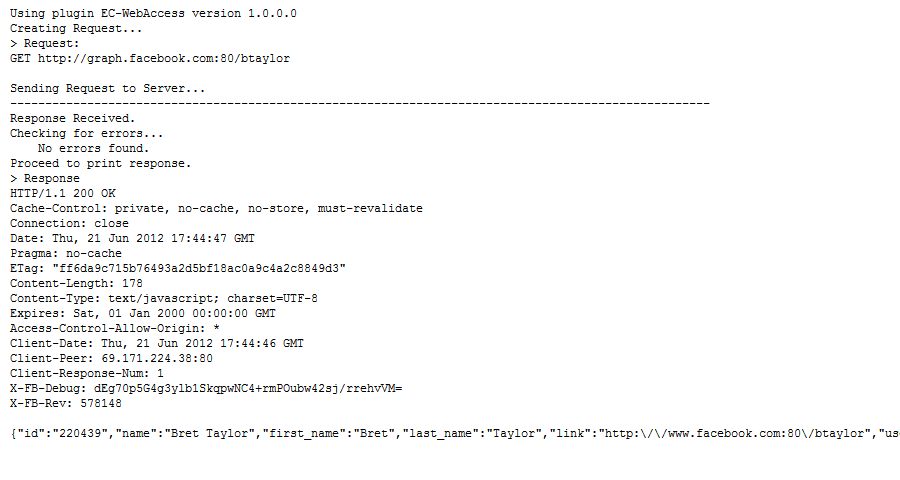 Using plugin EC-WebAccess version 1.0.0.0
Creating Request...
> Request:
GET http://graph.facebook.com:80/btaylor
Sending Request to Server...
----------------------------------------------------------------------------------------------------
Response Received.
Checking for errors...
No errors found.
Proceed to print response.
> Response
HTTP/1.1 200 OK
Cache-Control: private, no-cache, no-store, must-revalidate
Connection: close
Date: Thu, 21 Jun 2012 17:44:47 GMT
Pragma: no-cache
ETag: "ff6da9c715b76493a2d5bf18ac0a9c4a2c8849d3"
Content-Length: 178
Content-Type: text/javascript; charset=UTF-8
Expires: Sat, 01 Jan 2000 00:00:00 GMT
Access-Control-Allow-Origin: *
Client-Date: Thu, 21 Jun 2012 17:44:46 GMT
Client-Peer: 69.171.224.38:80
Client-Response-Num: 1
X-FB-Debug: dEg70p5G4g3ylb1SkqpwNC4+rmPOubw42sj/rrehvVM=
X-FB-Rev: 578148
{"id":"220439","name":"Bret Taylor","first_name":"Bret","last_name":"Taylor","link":"http:\/\/www.facebook.com:80\/btaylor","us